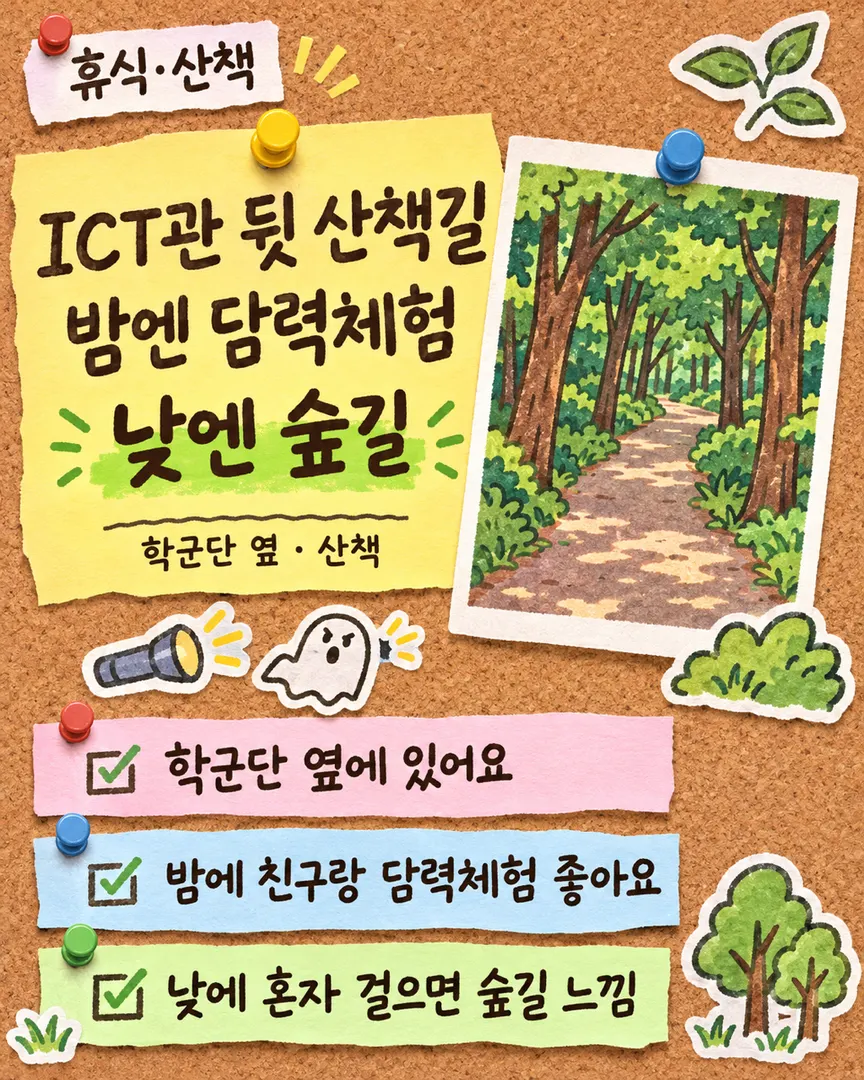 휴식·산책
ICT관 뒷 산책길
밤엔 담력체험
낮엔 숲길
학군단 옆 · 산책
학군단 옆에 있어요
밤에 친구랑 담력체험 좋아요
낮에 혼자 걸으면 숲길 느낌